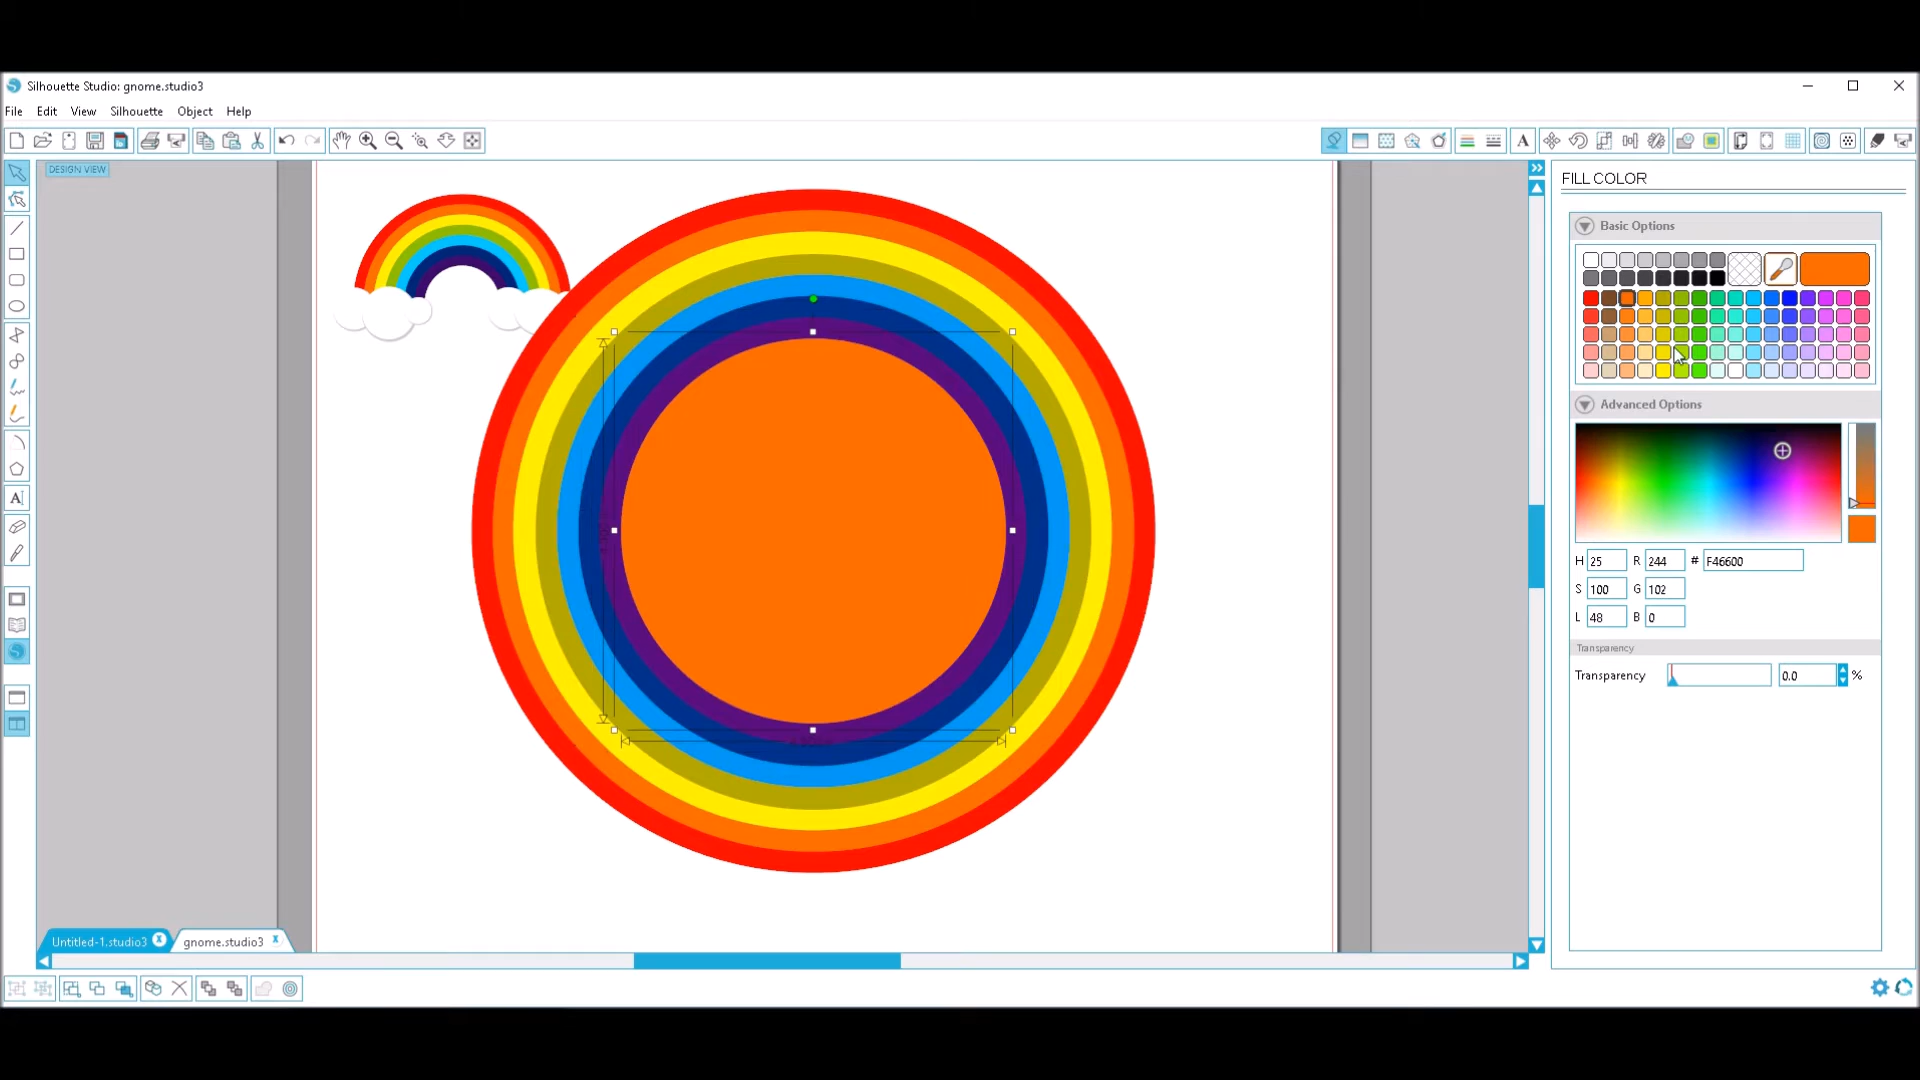 Silhouette Studio: gnome.studio3
File Edit View Silhouette Object Help
DESIGN VIEW
FILL COLOR
Basic Options
Advanced Options
H 25 R 244 # F46600
S 100 G 102
L 48 B 0
Transparency
Transparency 0.0 %
Untitled-1.studio3 x gnome.studio3 x